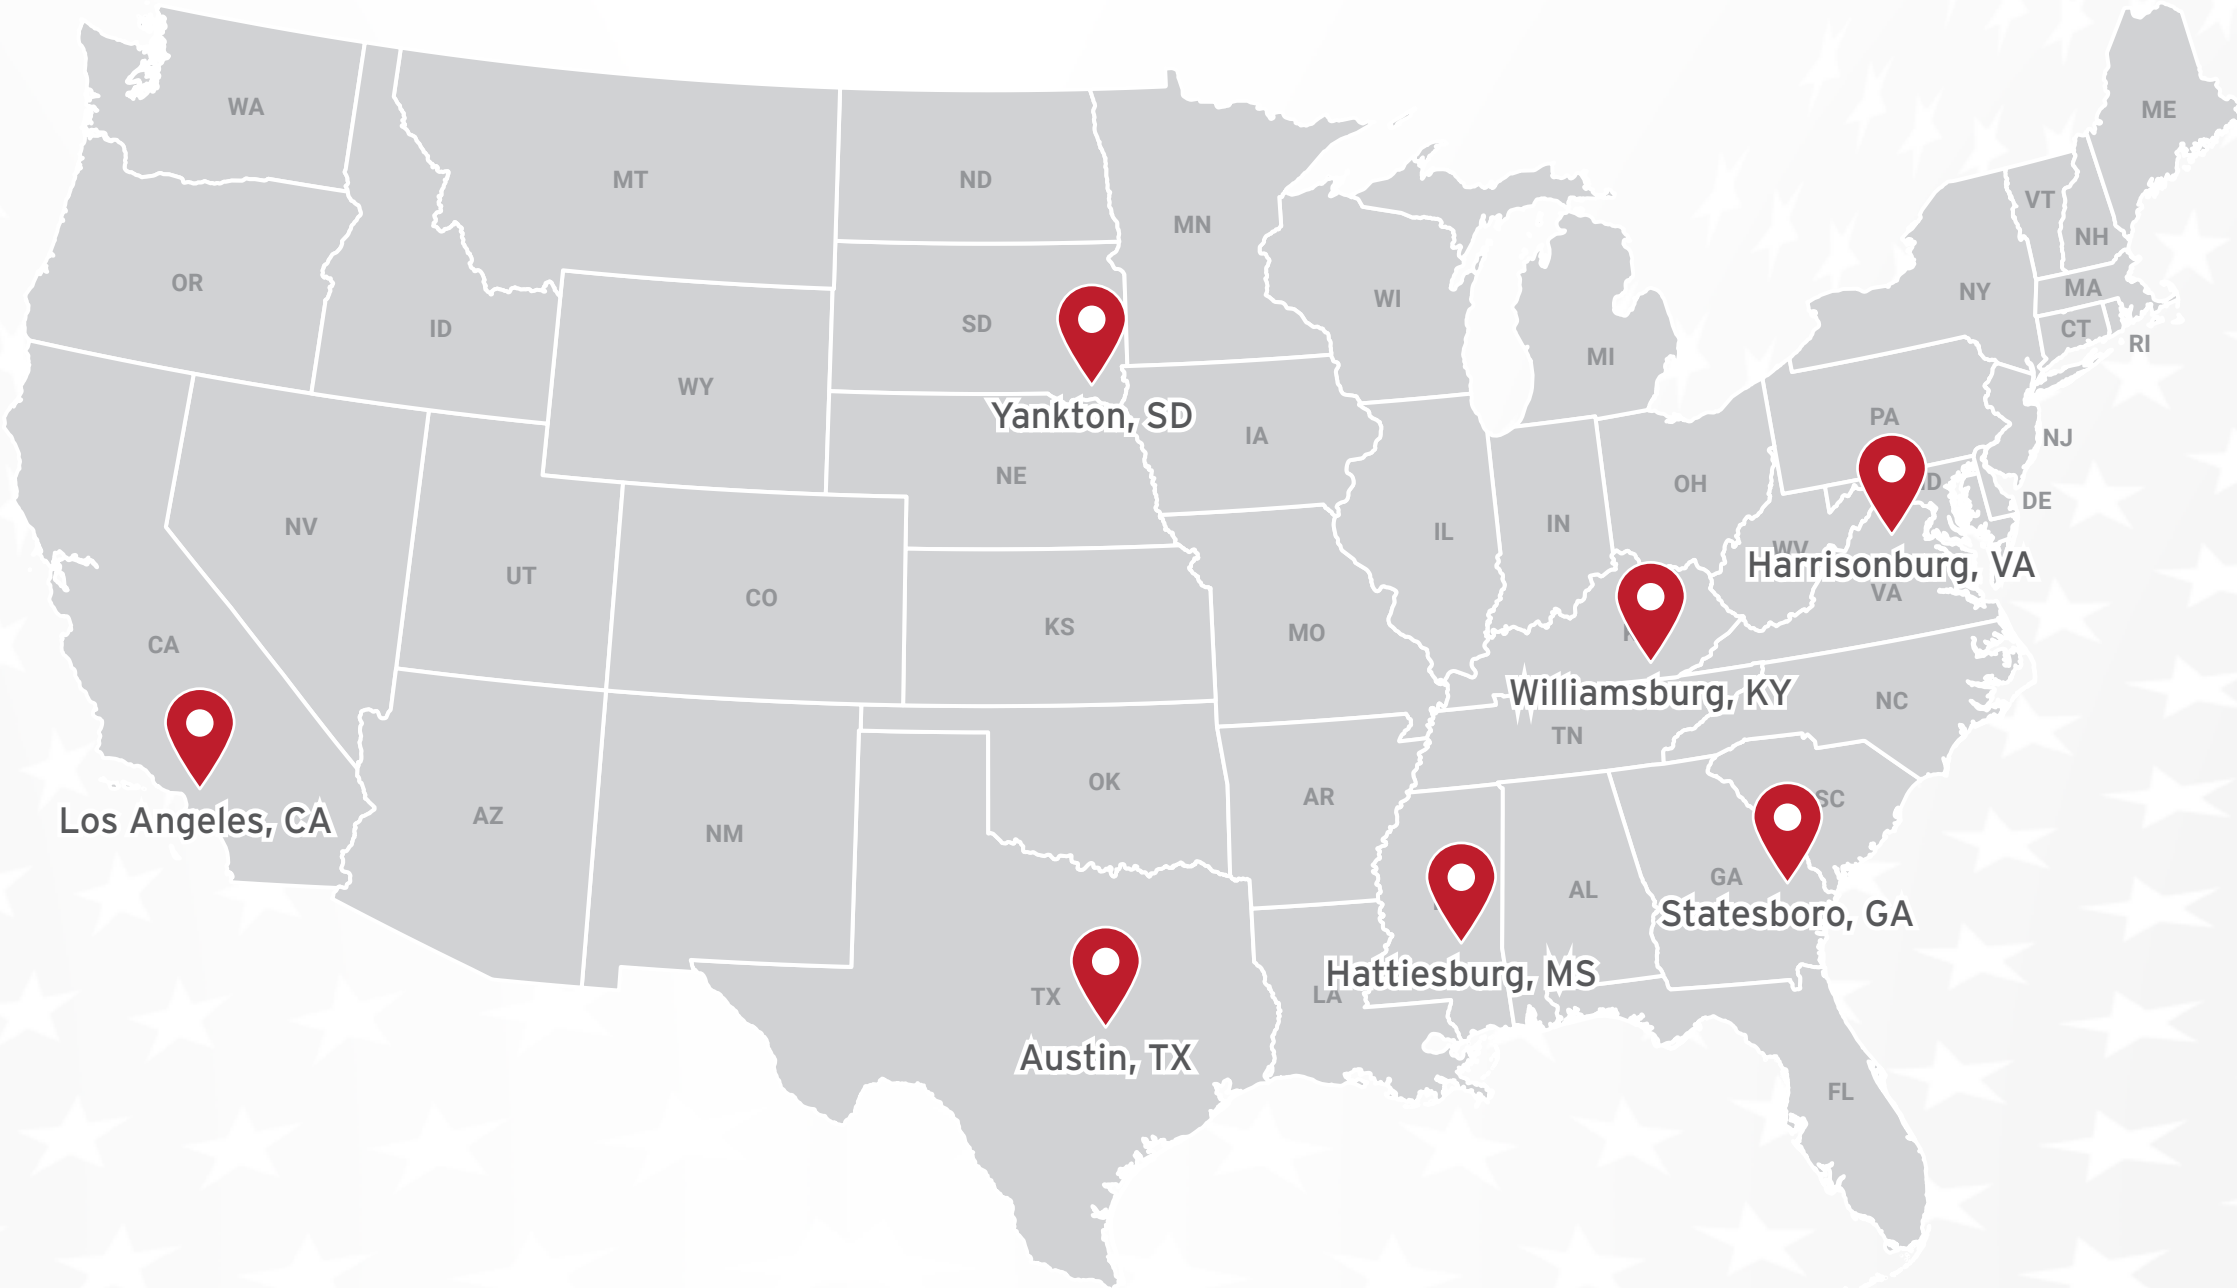 WA
ME
MT
ND
VT
MN
NH
OR
NY
MA
WI
SD
ID
CT
RI
MI
WY
Yankton, SD
PA
IA
NJ
NE
OH
DE
NV
IN
IL
WV
Harrisonburg, VA
UT
VA
CO
KS
MO
CA
Williamsburg, KY
NC
TN
OK
AR
SC
Los Angeles, CA
AZ
NM
GA
AL
Statesboro, GA
Hattiesburg, MS
TX
LA
Austin, TX
FL